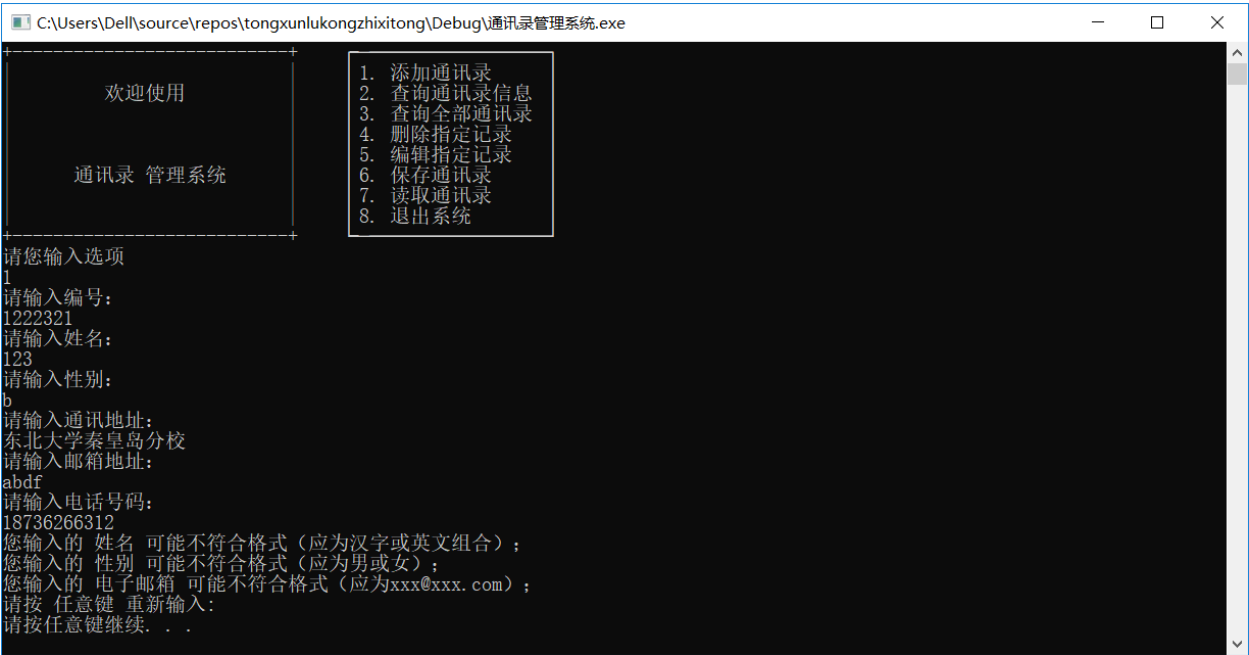 C:\Users\Dell\source\repos\tongxunlukongzhixitong\Debug\通讯录管理系统.exe
欢迎使用
通讯录 管理系统
1. 添加通讯录
2. 查询通讯录信息
3. 查询全部通讯录
4. 删除指定记录
5. 编辑指定记录
6. 保存通讯录
7. 读取通讯录
8. 退出系统
请您输入选项
1
请输入编号:
1222321
请输入姓名:
123
请输入性别:
b
请输入通讯地址:
东北大学秦皇岛分校
请输入邮箱地址:
abdf
请输入电话号码:
18736266312
您输入的 姓名 可能不符合格式（应为汉字或英文组合）;
您输入的 性别 可能不符合格式（应为男或女）;
您输入的 电子邮箱 可能不符合格式（应为xxx@xxx.com）;
请按 任意键 重新输入:
请按任意键继续. . .